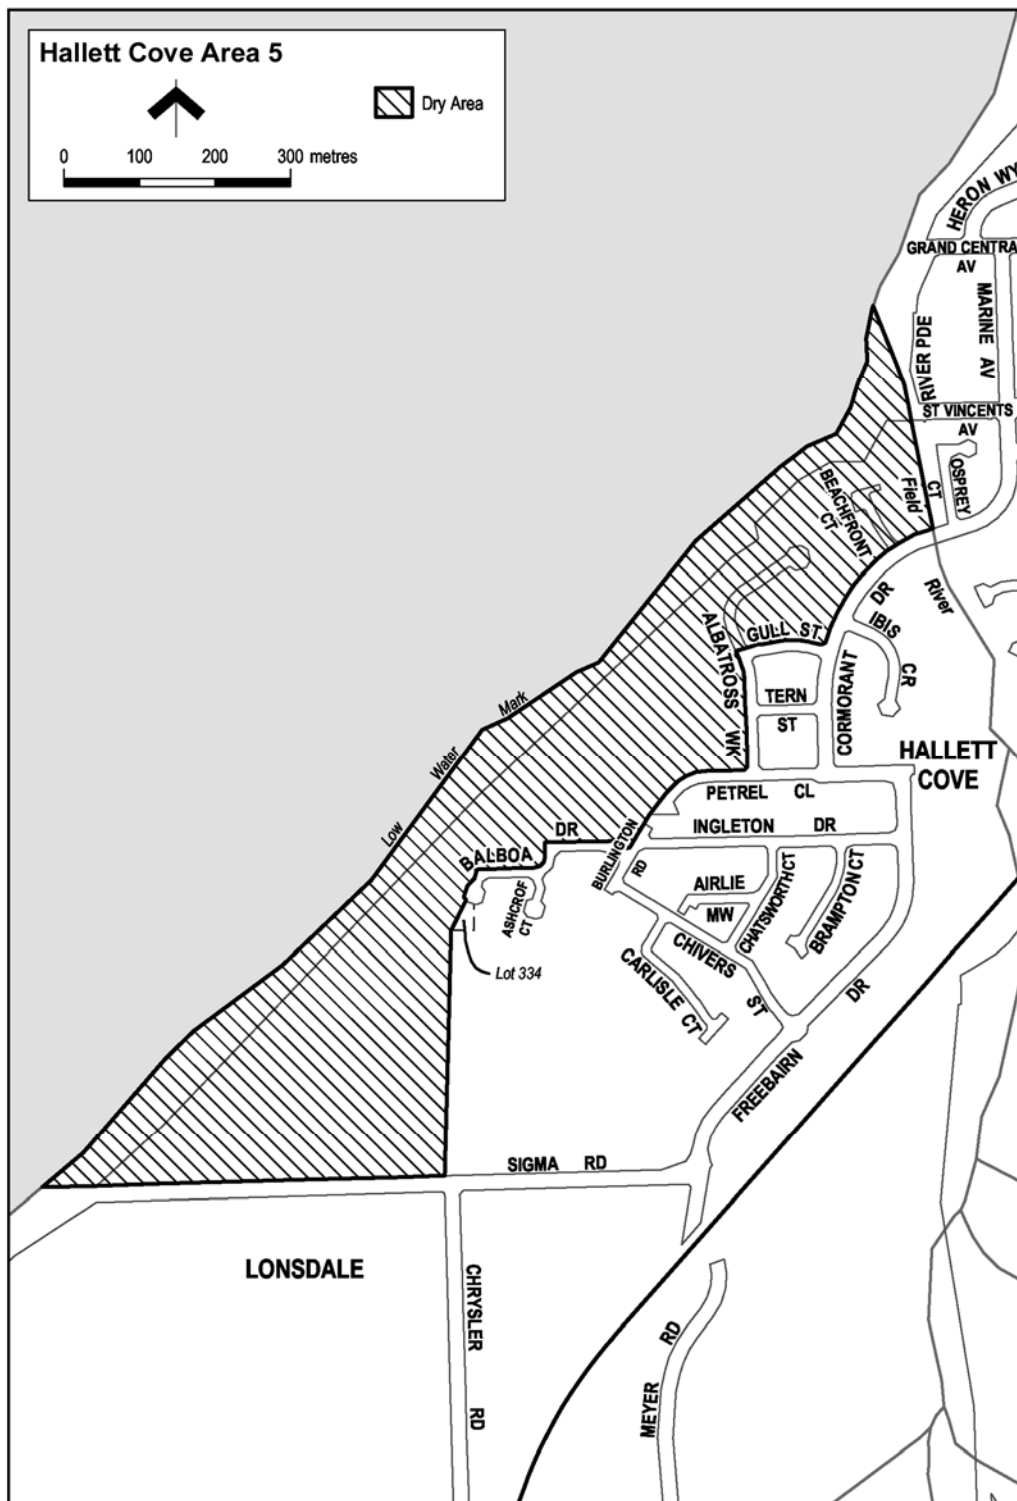 Hallett Cove Area 5
Dry Area
0 100 200 300 metres
HERON WY
GRAND CENTRA
AV
MARINE AV
RIVER PDE
ST VINCENTS
AV
OSPREY
CT
Field
River
BEACHFRONT
CT
DR
IBIS
CR
GULL ST
ALBATROSS
WK
TERN
ST
CORMORANT
HALLETT
COVE
Low Water Mark
PETREL CL
INGLETON DR
BURLINGTON
RD
BALBOA DR
ASHCROF
CT
Lot 334
AIRLIE
MW
CHATSWORTH CT
BRAMPTON CT
CHIVERS
ST
CARLISLE CT
FREEBAIRN
DR
SIGMA RD
LONSDALE
CHRYSLER
RD
MEYER
RD